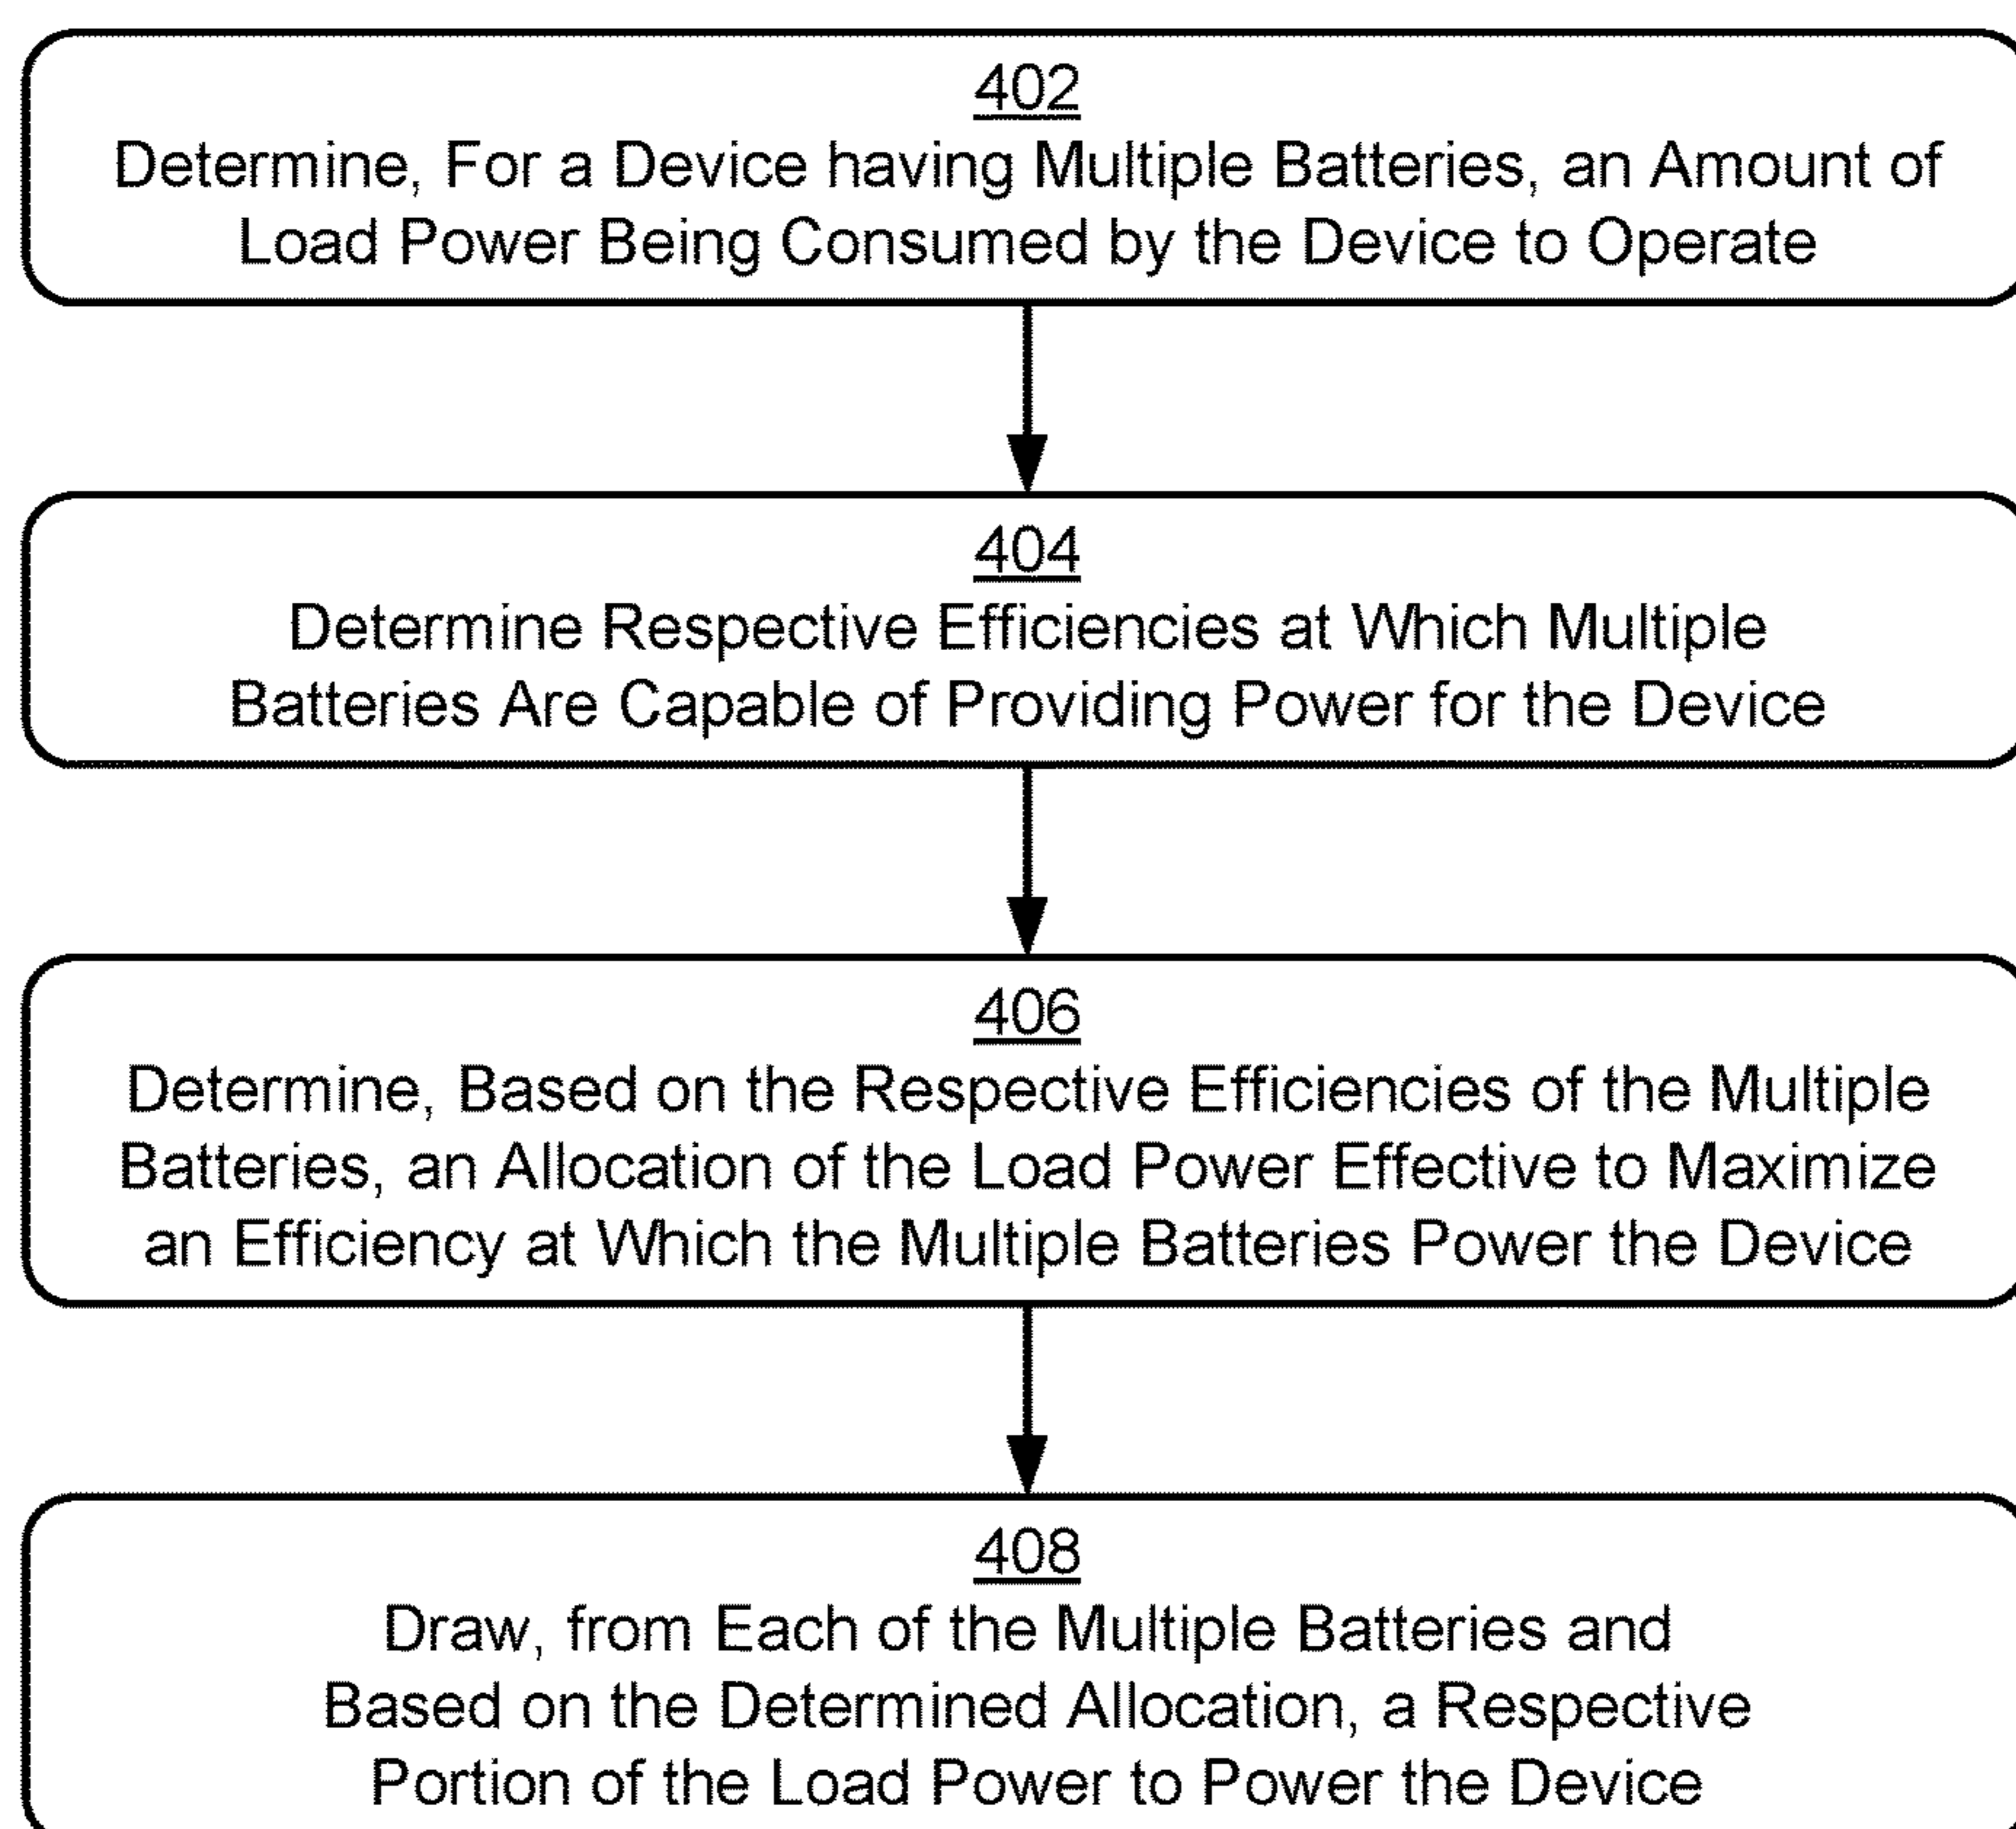 402
Determine, For a Device having Multiple Batteries, an Amount of
Load Power Being Consumed by the Device to Operate
404
Determine Respective Efficiencies at Which Multiple
Batteries Are Capable of Providing Power for the Device
406
Determine, Based on the Respective Efficiencies of the Multiple
Batteries, an Allocation of the Load Power Effective to Maximize
an Efficiency at Which the Multiple Batteries Power the Device
408
Draw, from Each of the Multiple Batteries and
Based on the Determined Allocation, a Respective
Portion of the Load Power to Power the Device